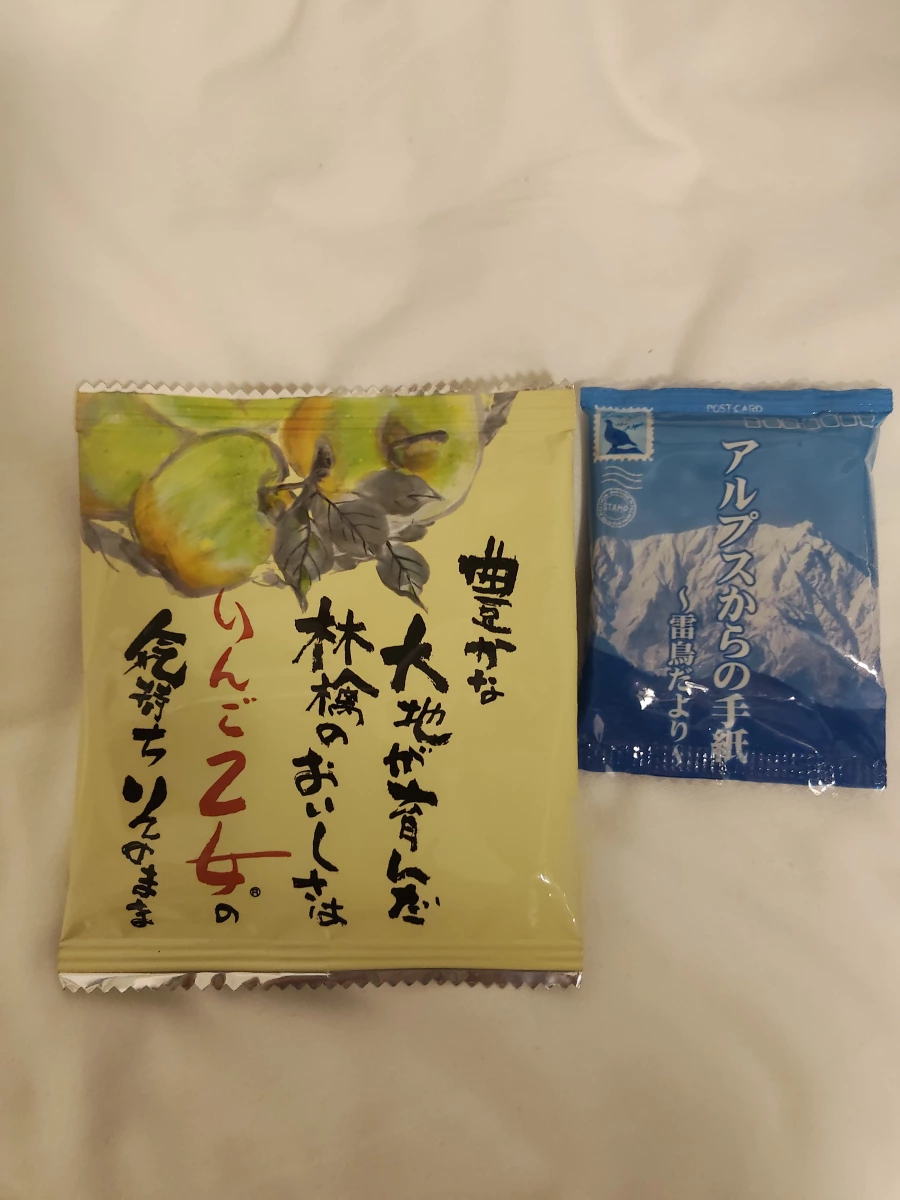 豊かな
大地が育んだ
林檎のおいしさは
りんご乙女®の
気持ちそのまま
POST CARD
STAMP
アルプスからの手紙
～雷鳥だより～